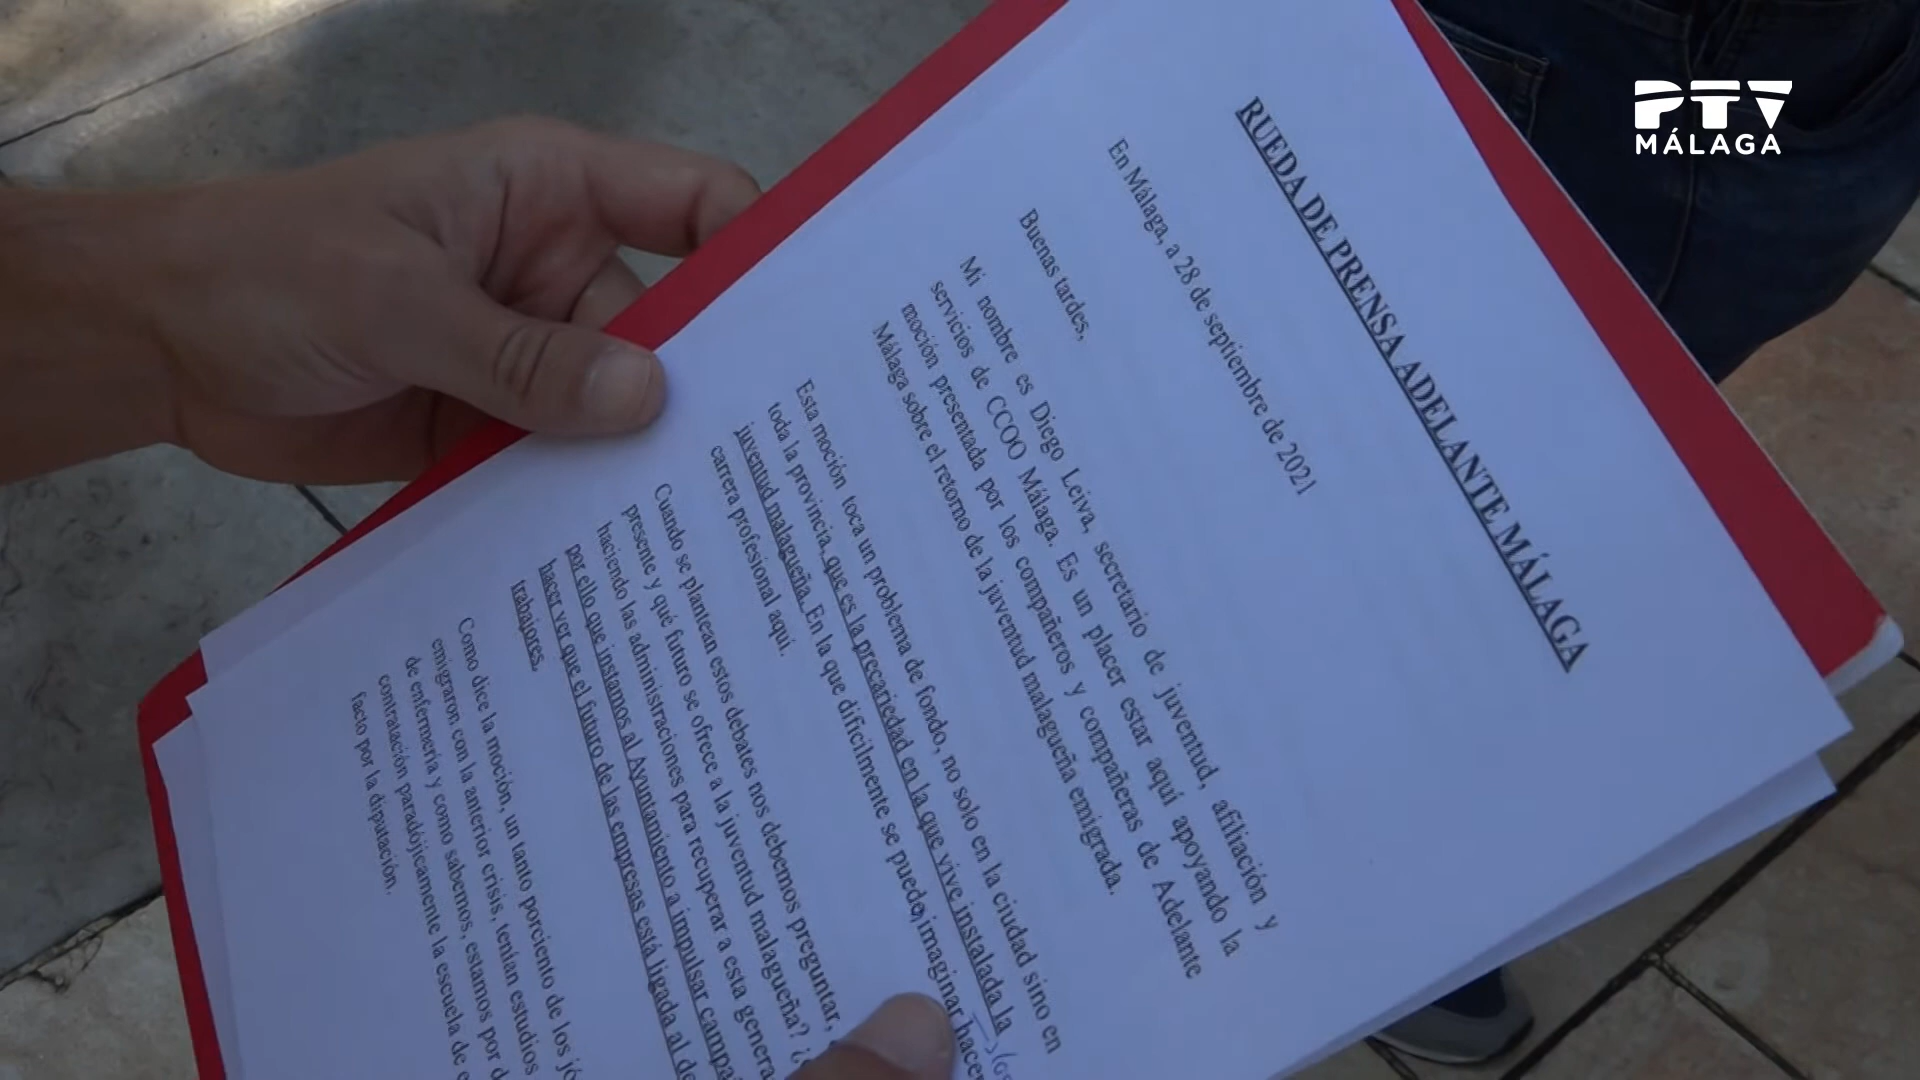 PTV
MÁLAGA
RUEDA DE PRENSA ADELANTE MÁLAGA
En Málaga, a 28 de septiembre de 2021
Buenas tardes,
Mi nombre es Diego Leiva, secretario de juventud, afiliación y
servicios de CCOO Málaga. Es un placer estar aquí apoyando la
moción presentada por los compañeros y compañeras de Adelante
Málaga sobre el retorno de la juventud malagueña emigrada.
Esta moción toca un problema de fondo, no solo en la ciudad sino en
toda la provincia, que es la precariedad en la que vive instalada la
juventud malagueña. En la que difícilmente se puede imaginar hacer
carrera profesional aquí.
Cuando se plantean estos debates nos debemos preguntar,
presente y qué futuro se ofrece a la juventud malagueña?
haciendo las administraciones para recuperar a esta
por ello que instamos al Ayuntamiento a impulsar
hacer ver que el futuro de las empresas está ligada al
trabajores.
Como dice la moción, un tanto porciento de los
emigraron con la anterior crisis, tenían estudios
de enfermería y como sabemos, estamos por
contratación paradójicamente la escuela de
facto por la diputación.